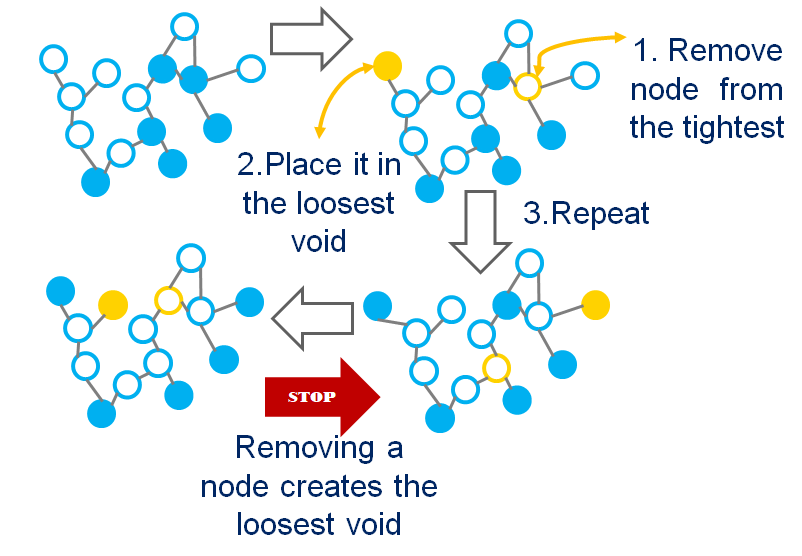 1. Remove
node from
the tightest
2.Place it in
the loosest
void
3.Repeat
STOP
Removing a
node creates the
loosest void